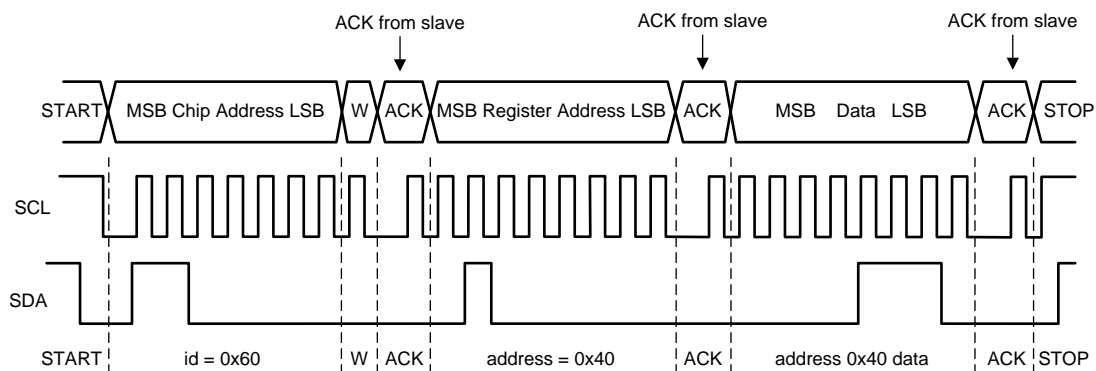 ACK from slave ACK from slave ACK from slave
START MSB Chip Address LSB W ACK MSB Register Address LSB ACK MSB Data LSB ACK STOP
SCL
SDA
START id = 0x60 W ACK address = 0x40 ACK address 0x40 data ACK STOP